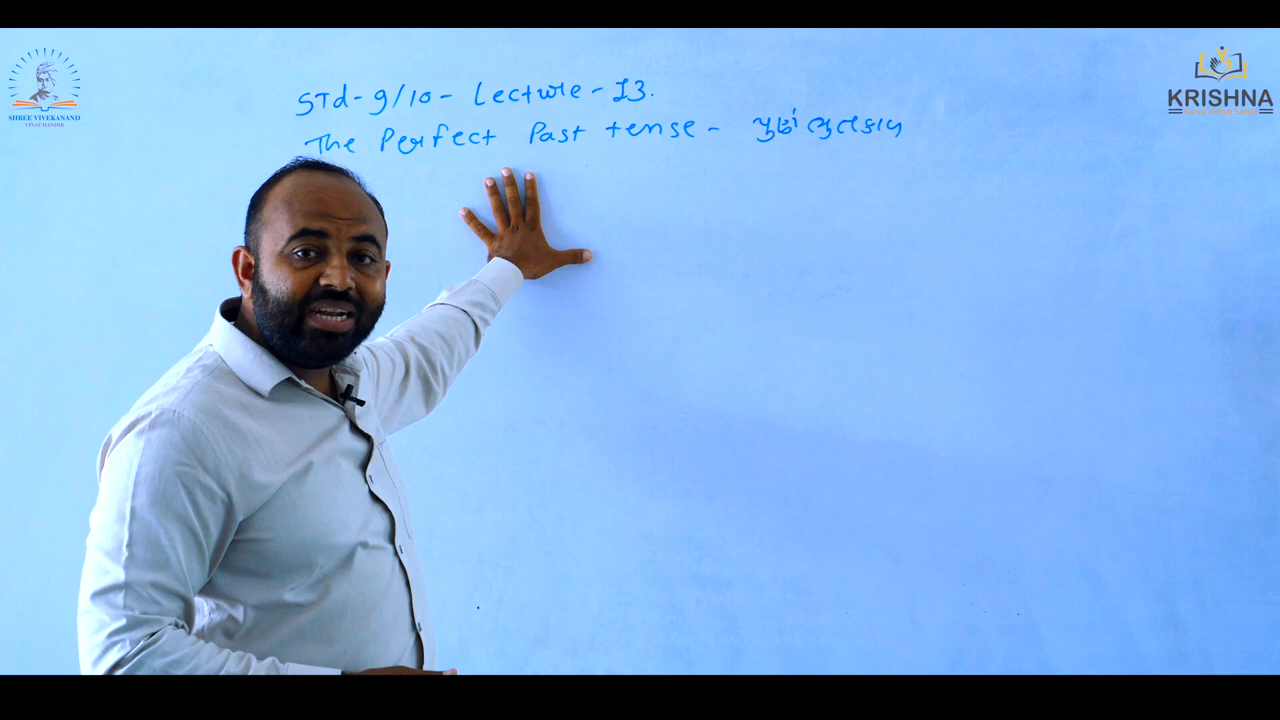 STd-9/10- Lecture-13.
The Perfect Past tense - પુર્ણ ભુતકાળ
SHREE VIVEKANAND
VINAY MANDIR
KRISHNA